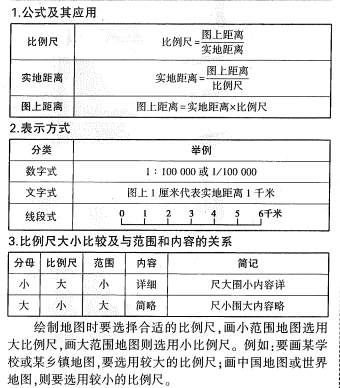 1.公式及其应用
比例尺 比例尺=图上距离/实地距离
实地距离 实地距离=图上距离/比例尺
图上距离 图上距离=实地距离×比例尺
2.表示方式
分类 举例
数字式 1:100 000 或 1/100 000
文字式 图上 1 厘米代表实地距离 1 千米
线段式 0 1 2 3 4 5 6千米
3.比例尺大小比较及与范围和内容的关系
分母 比例尺 范围 内容 简记
小 大 小 详细 尺大围小内容详
大 小 大 简略 尺小围大内容略
绘制地图时要选择合适的比例尺,画小范围地图选用
大比例尺,画大范围地图则选用小比例尺。例如:要画某学
校或某乡镇地图,要选用较大的比例尺;画中国地图或世界
地图,则要选用较小的比例尺。